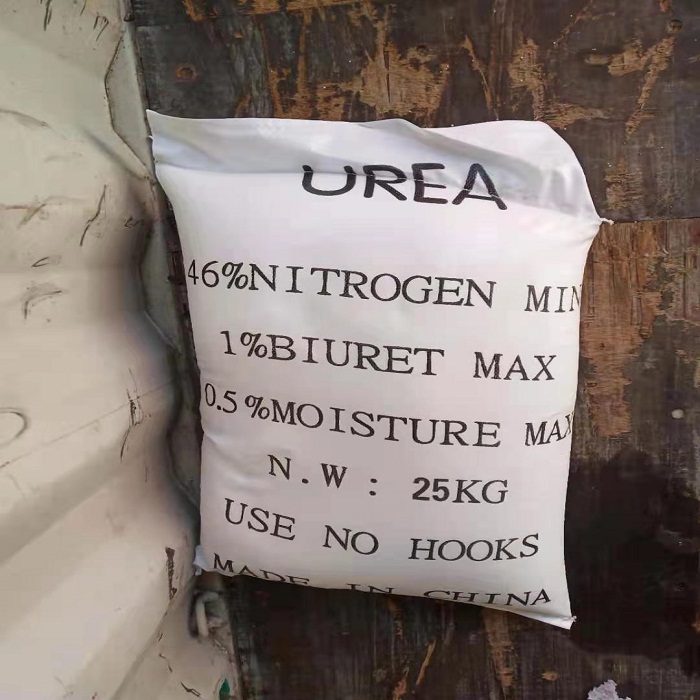 UREA
46%NITROGEN MIN
1%BIURET MAX
0.5%MOISTURE MAX
N.W: 25KG
USE NO HOOKS
MADE IN CHINA